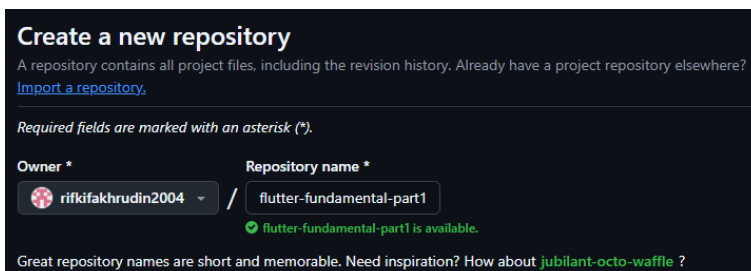 Create a new repository
A repository contains all project files, including the revision history. Already have a project repository elsewhere?
Import a repository.
Required fields are marked with an asterisk (*).
Owner * Repository name *
rifkifakhrudin2004 / flutter-fundamental-part1
flutter-fundamental-part1 is available.
Great repository names are short and memorable. Need inspiration? How about jubilant-octo-waffle ?